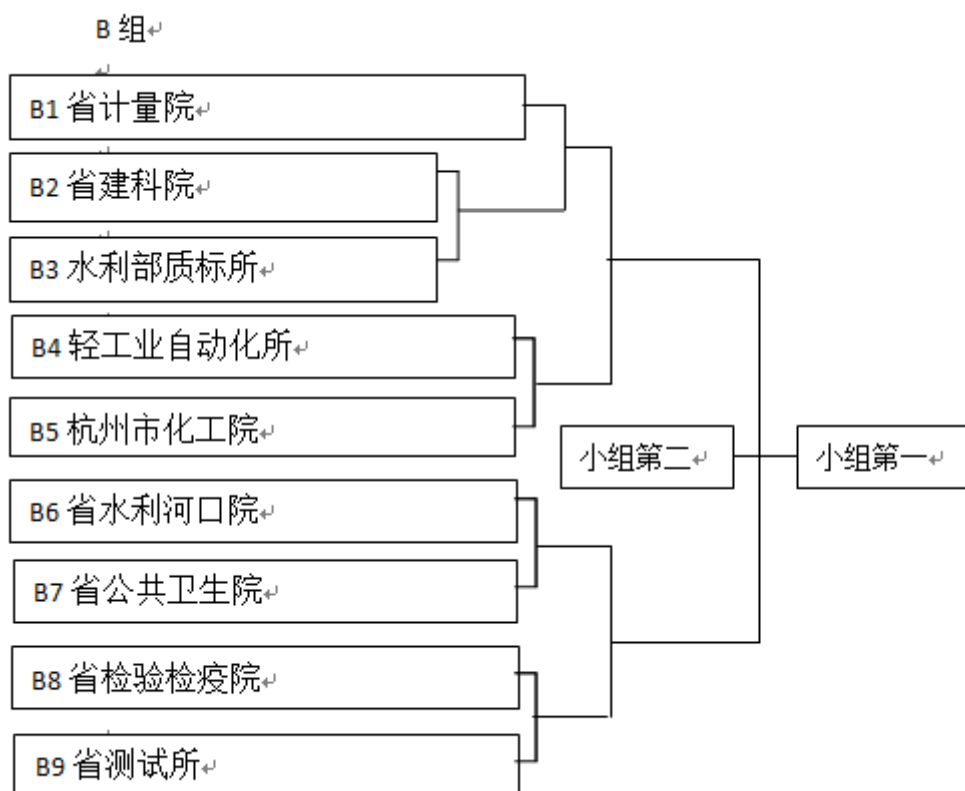 B 组
B1 省计量院
B2 省建科院
B3 水利部质标所
B4 轻工业自动化所
B5 杭州市化工院
小组第二
小组第一
B6 省水利河口院
B7 省公共卫生院
B8 省检验检疫院
B9 省测试所